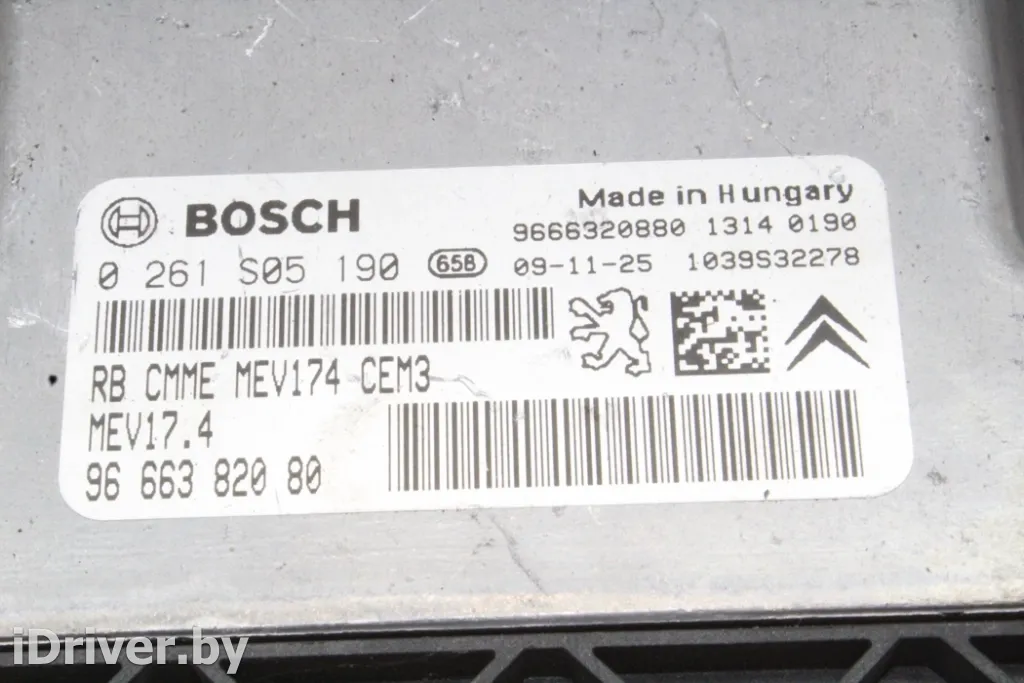 BOSCH
Made in Hungary
9666320880 1314 0190
0 261 S05 190 658 09-11-25 1039S32278
RB CMME MEV174 CEM3
MEV17.4
96 663 820 80
iDriver.by